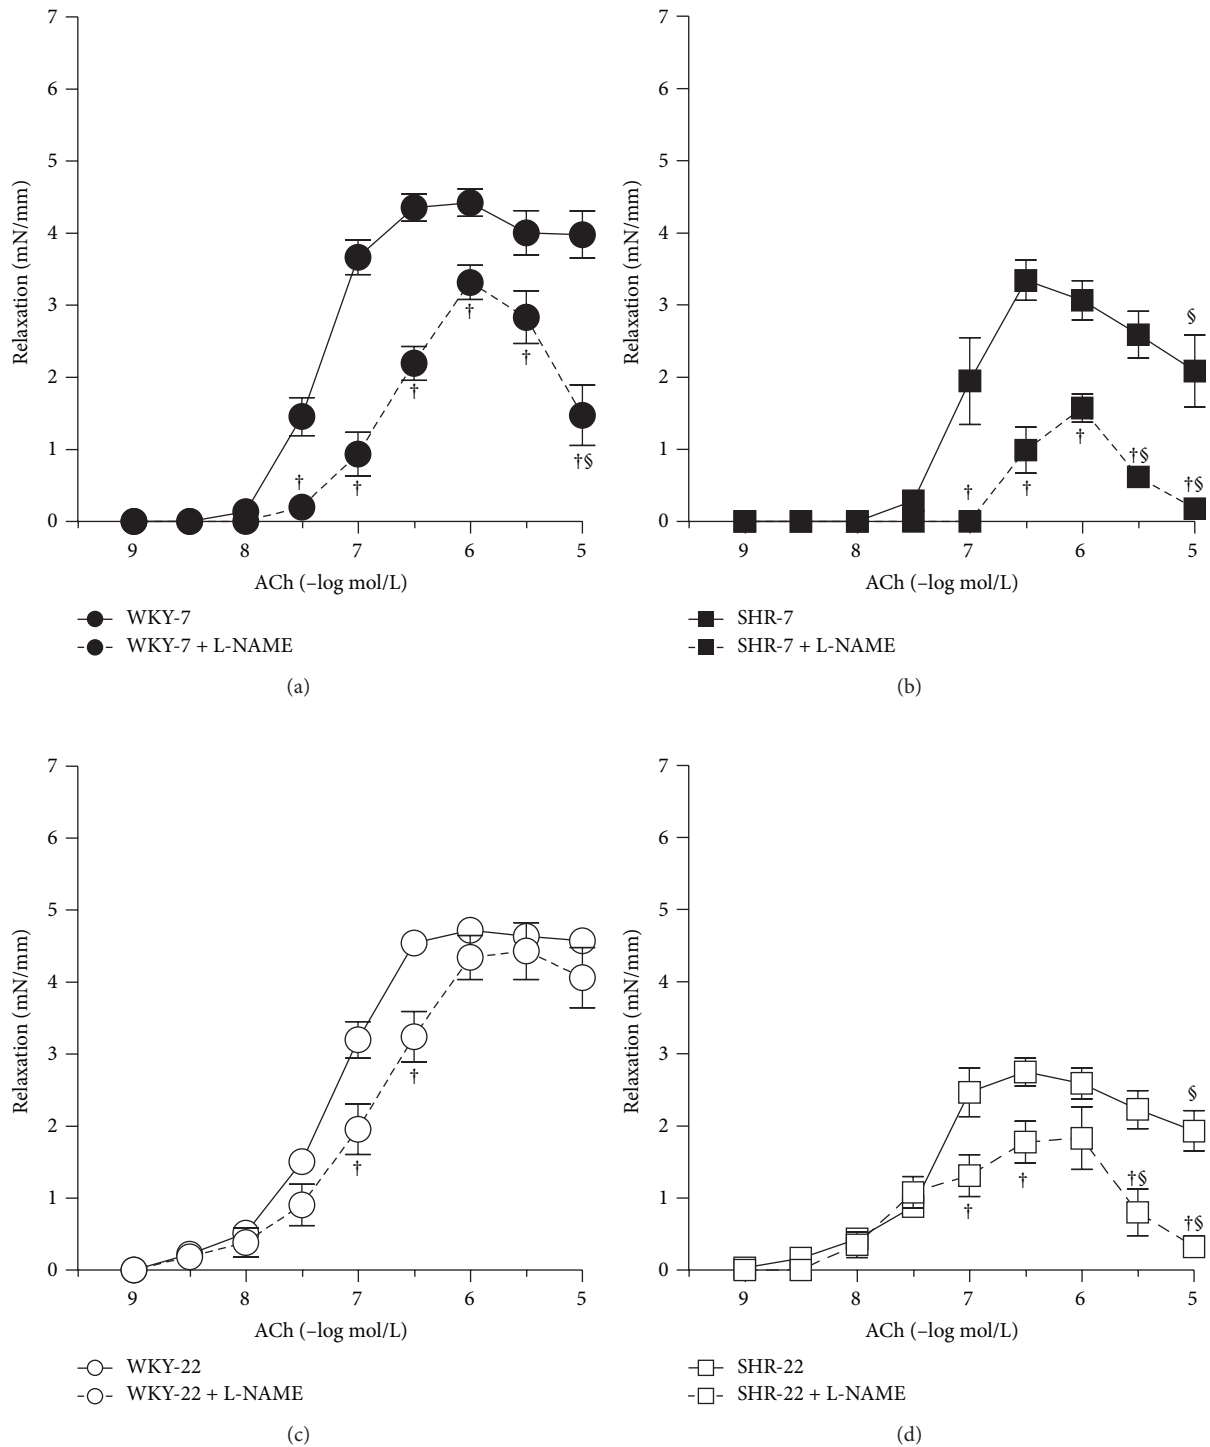 7
6
5
4
3
2
1
0
Relaxation (mN/mm)
†
†
†
†
†
†§
9 8 7 6 5
ACh (–log mol/L)
WKY-7
WKY-7 + L-NAME
(a)
7
6
5
4
3
2
1
0
Relaxation (mN/mm)
§
†
†
†
†§
†§
9 8 7 6 5
ACh (–log mol/L)
SHR-7
SHR-7 + L-NAME
(b)
7
6
5
4
3
2
1
0
Relaxation (mN/mm)
†
†
9 8 7 6 5
ACh (–log mol/L)
WKY-22
WKY-22 + L-NAME
(c)
7
6
5
4
3
2
1
0
Relaxation (mN/mm)
§
†
†
†§
†§
9 8 7 6 5
ACh (–log mol/L)
SHR-22
SHR-22 + L-NAME
(d)